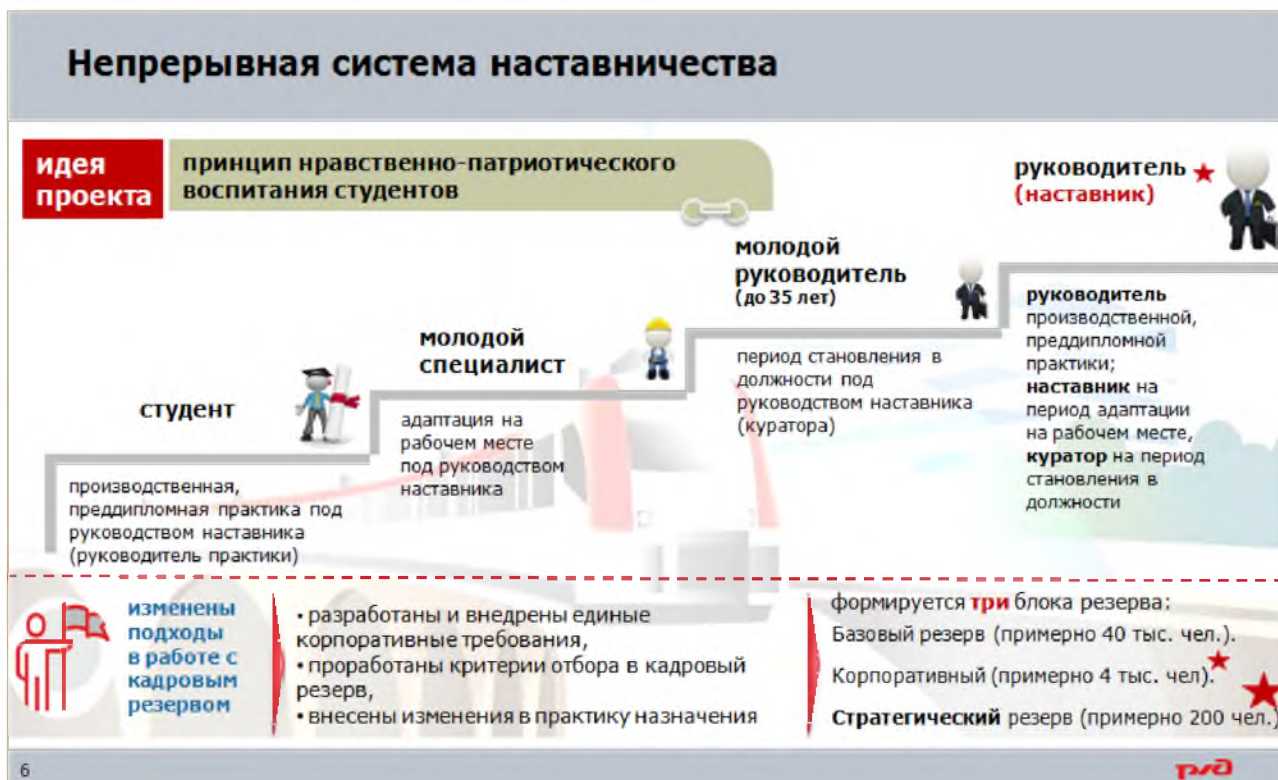 Непрерывная система наставничества
идея
проекта
принцип нравственно-патриотического
воспитания студентов
руководитель
(наставник)
молодой
руководитель
(до 35 лет)
молодой
специалист
студент
производственная,
преддипломная практика под
руководством наставника
(руководитель практики)
адаптация на
рабочем месте
под руководством
наставника
период становления в
должности под
руководством наставника
(куратора)
руководитель
производственной,
преддипломной
практики;
наставник на
период адаптации
на рабочем месте,
куратор на период
становления в
должности
изменены
подходы
в работе с
кадровым
резервом
• разработаны и внедрены единые
корпоративные требования,
• проработаны критерии отбора в кадровый
резерв,
• внесены изменения в практику назначения
формируется три блока резерва:
Базовый резерв (примерно 40 тыс. чел.).
Корпоративный (примерно 4 тыс. чел).
Стратегический резерв (примерно 200 чел.)
6
ржд